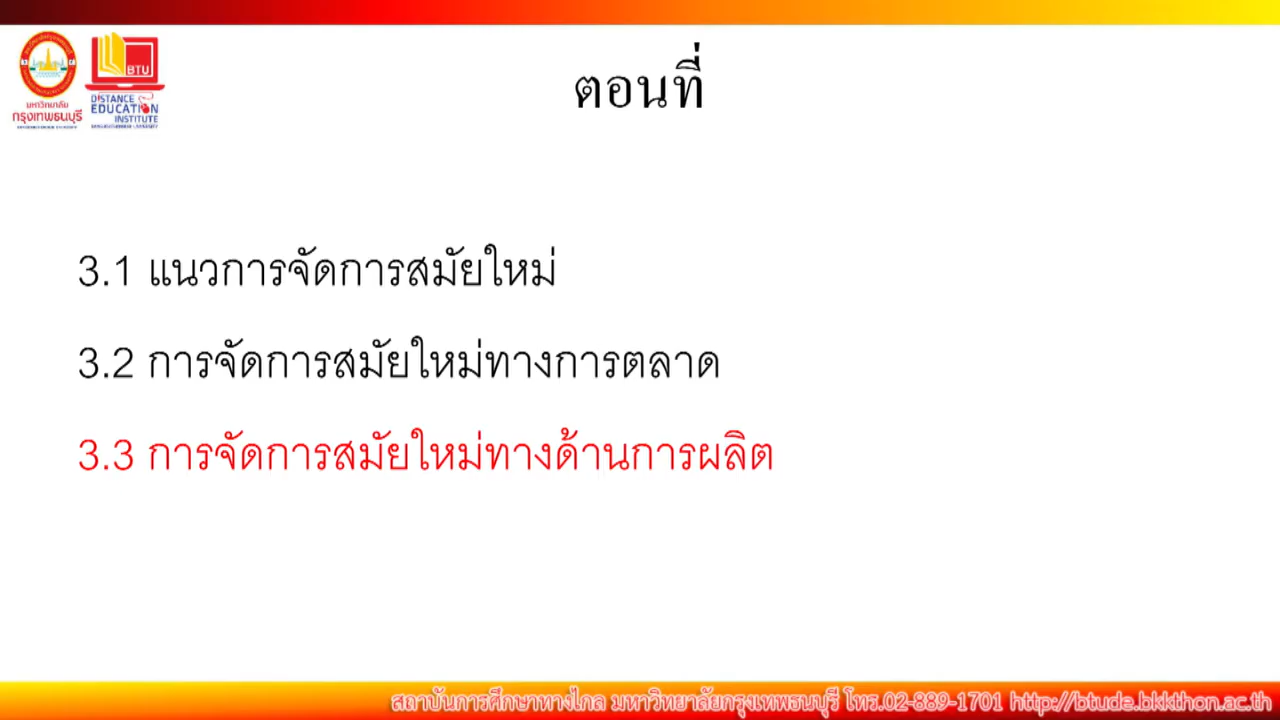 ตอนที่
BTU
มหาวิทยาลัย
กรุงเทพธนบุรี
DISTANCE
EDUCATION
INSTITUTE
3.1 แนวการจัดการสมัยใหม่
3.2 การจัดการสมัยใหม่ทางการตลาด
3.3 การจัดการสมัยใหม่ทางด้านการผลิต
สถาบันการศึกษาทางไกล มหาวิทยาลัยกรุงเทพธนบุรี โทร.02-889-1701 http://btude.bkkthon.ac.th